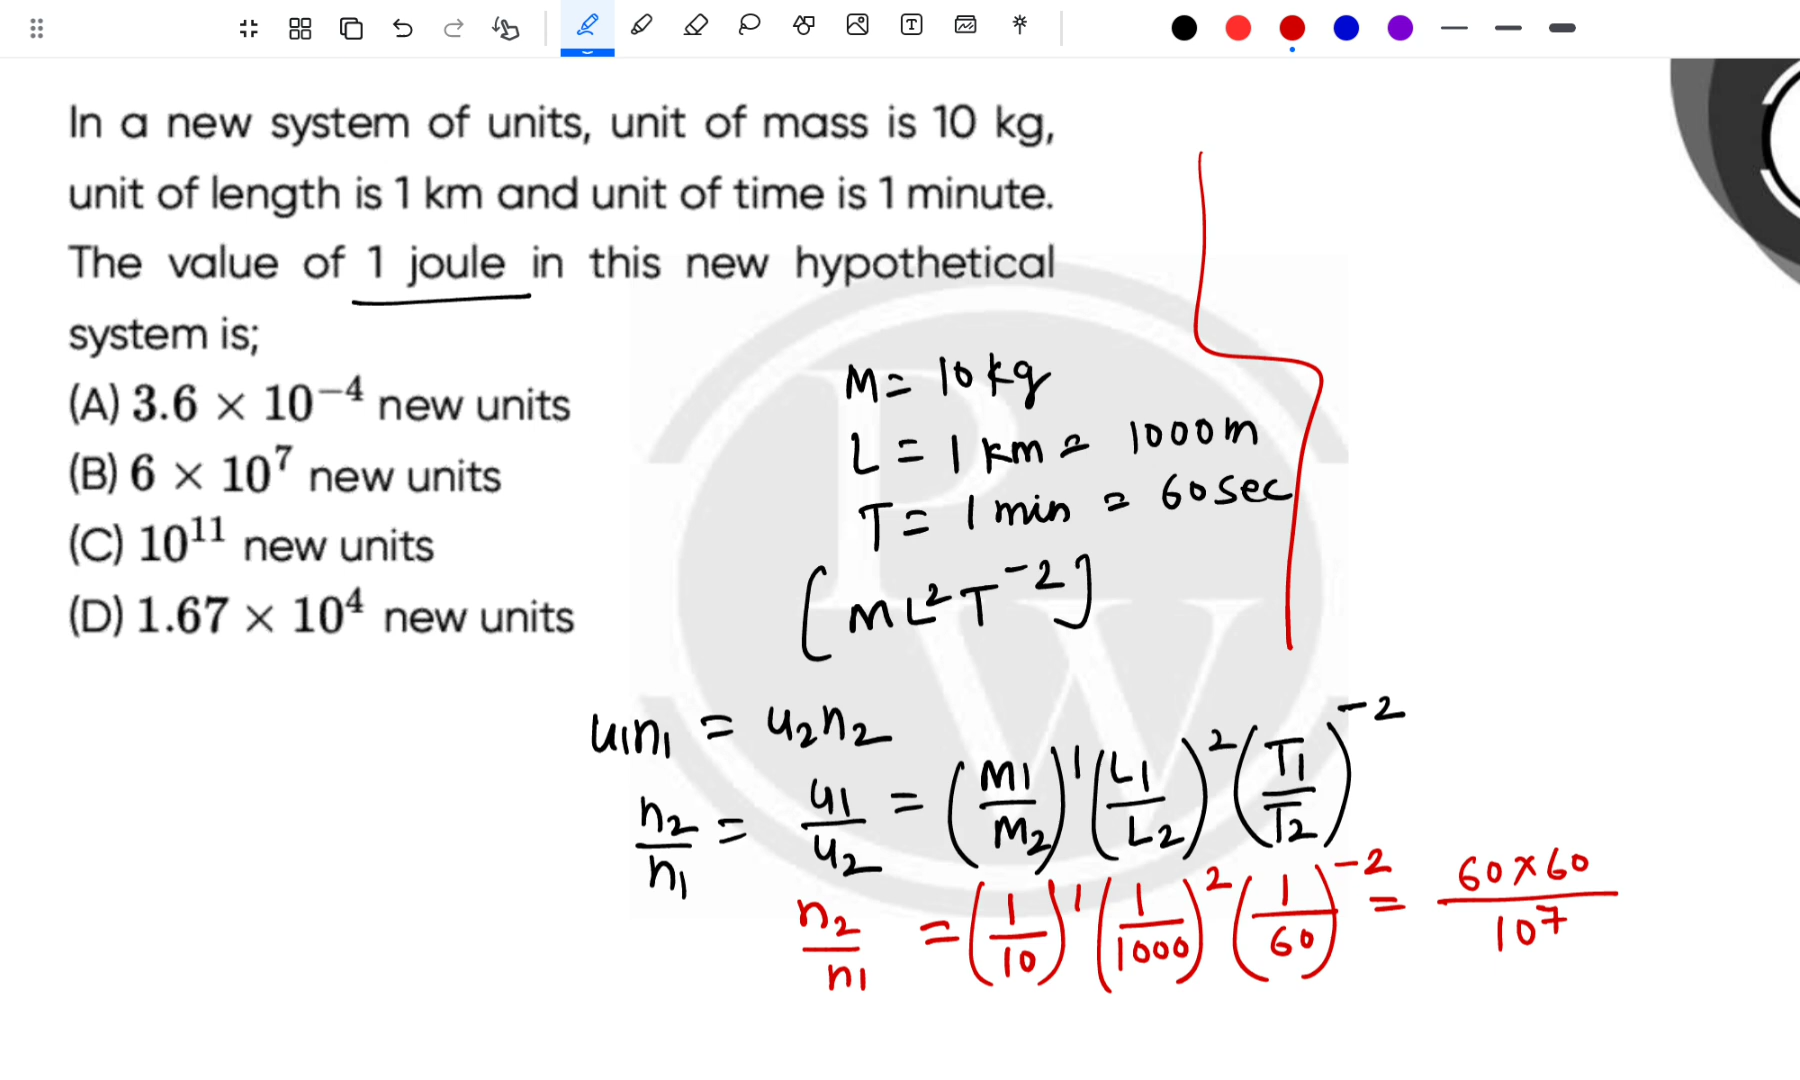 In a new system of units, unit of mass is 10 kg,
unit of length is 1 km and unit of time is 1 minute.
The value of 1 joule in this new hypothetical
system is;
(A) 3.6 × 10⁻⁴ new units
(B) 6 × 10⁷ new units
(C) 10¹¹ new units
(D) 1.67 × 10⁴ new units
M = 10 kg
L = 1 km = 1000m
T = 1 min = 60 sec
[ML²T⁻²]
u₁n₁ = u₂n₂
n₂/n₁ = u₁/u₂ = (M₁/M₂)¹ (L₁/L₂)² (T₁/T₂)⁻²
n₂/n₁ = (1/10)¹ (1/1000)² (1/60)⁻² = 60×60/10⁷